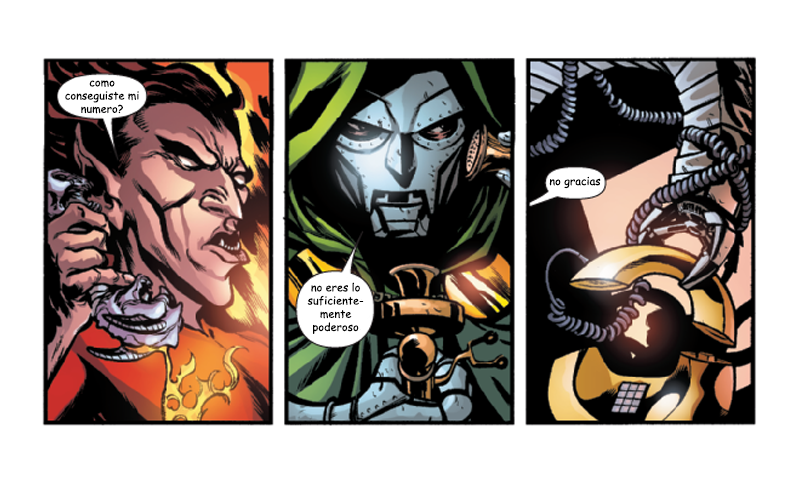 como
conseguiste mi
numero?
no eres lo
suficiente-
mente
poderoso
no gracias